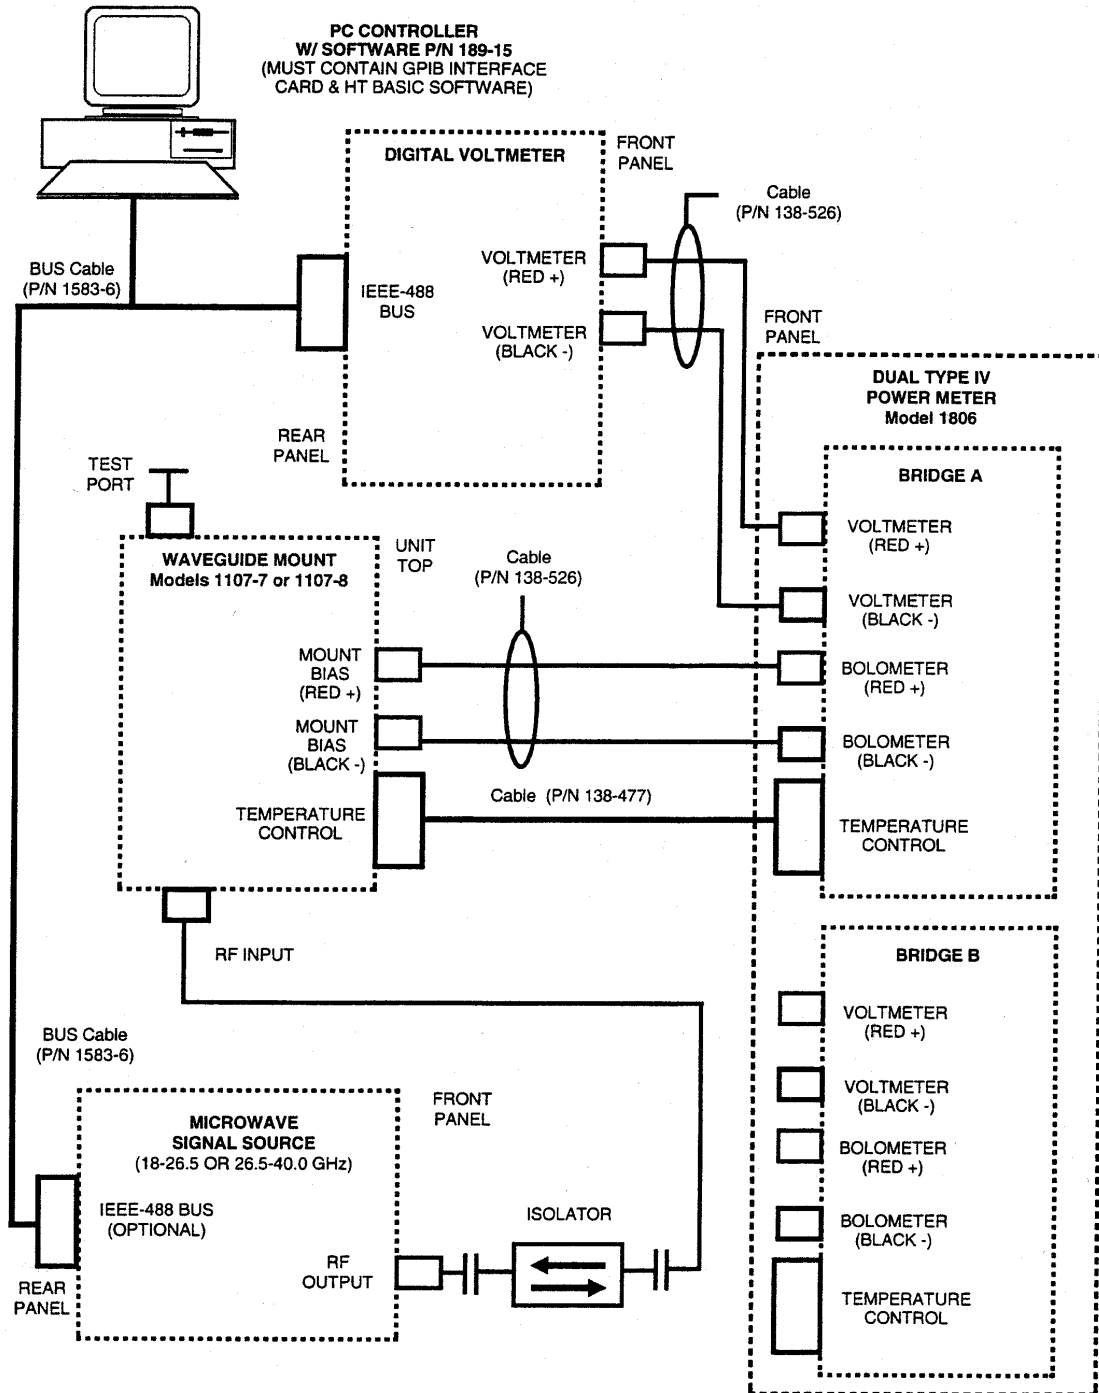 PC CONTROLLER
W/ SOFTWARE P/N 189-15
(MUST CONTAIN GPIB INTERFACE
CARD & HT BASIC SOFTWARE)
DIGITAL VOLTMETER
FRONT
PANEL
Cable
(P/N 138-526)
BUS Cable
(P/N 1583-6)
IEEE-488
BUS
VOLTMETER
(RED +)
VOLTMETER
(BLACK -)
REAR
PANEL
FRONT
PANEL
DUAL TYPE IV
POWER METER
Model 1806
BRIDGE A
VOLTMETER
(RED +)
VOLTMETER
(BLACK -)
BOLOMETER
(RED +)
BOLOMETER
(BLACK -)
TEMPERATURE
CONTROL
TEST
PORT
WAVEGUIDE MOUNT
Models 1107-7 or 1107-8
UNIT
TOP
Cable
(P/N 138-526)
MOUNT
BIAS
(RED +)
MOUNT
BIAS
(BLACK -)
TEMPERATURE
CONTROL
Cable (P/N 138-477)
RF INPUT
BRIDGE B
VOLTMETER
(RED +)
VOLTMETER
(BLACK -)
BOLOMETER
(RED +)
BOLOMETER
(BLACK -)
TEMPERATURE
CONTROL
BUS Cable
(P/N 1583-6)
MICROWAVE
SIGNAL SOURCE
(18-26.5 OR 26.5-40.0 GHz)
FRONT
PANEL
IEEE-488 BUS
(OPTIONAL)
RF
OUTPUT
ISOLATOR
REAR
PANEL